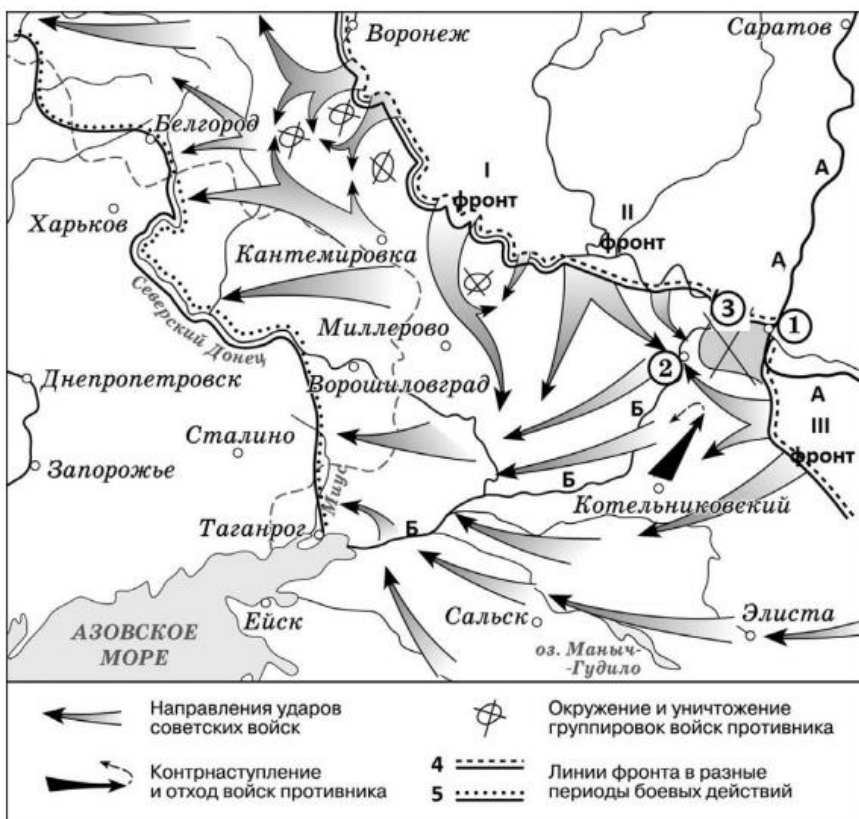 Воронеж
Саратов
Белгород
А
I
фронт
II
фронт
Харьков
А
Кантемировка
3
1
Северский Донец
Миллерово
2
А
Днепропетровск
Ворошиловград
Б
III
фронт
Сталино
Запорожье
Миус
Б
Котельниковский
Таганрог
Б
Ейск
Сальск
Элиста
АЗОВСКОЕ
МОРЕ
оз. Маныч-
-Гудило
Направления ударов
советских войск
Окружение и уничтожение
группировок войск противника
Контрнаступление
и отход войск противника
4
5
Линии фронта в разные
периоды боевых действий